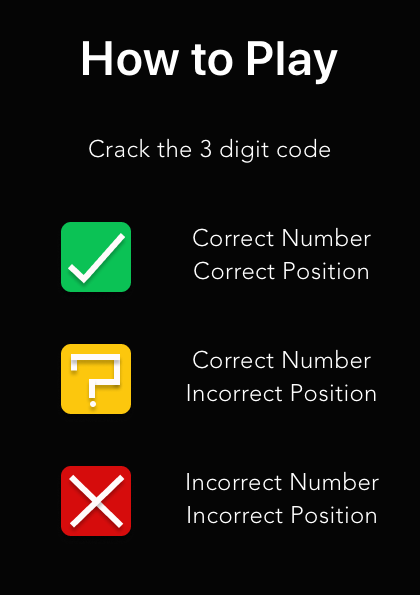 How to Play
Crack the 3 digit code
Correct Number
Correct Position
Correct Number
Incorrect Position
Incorrect Number
Incorrect Position